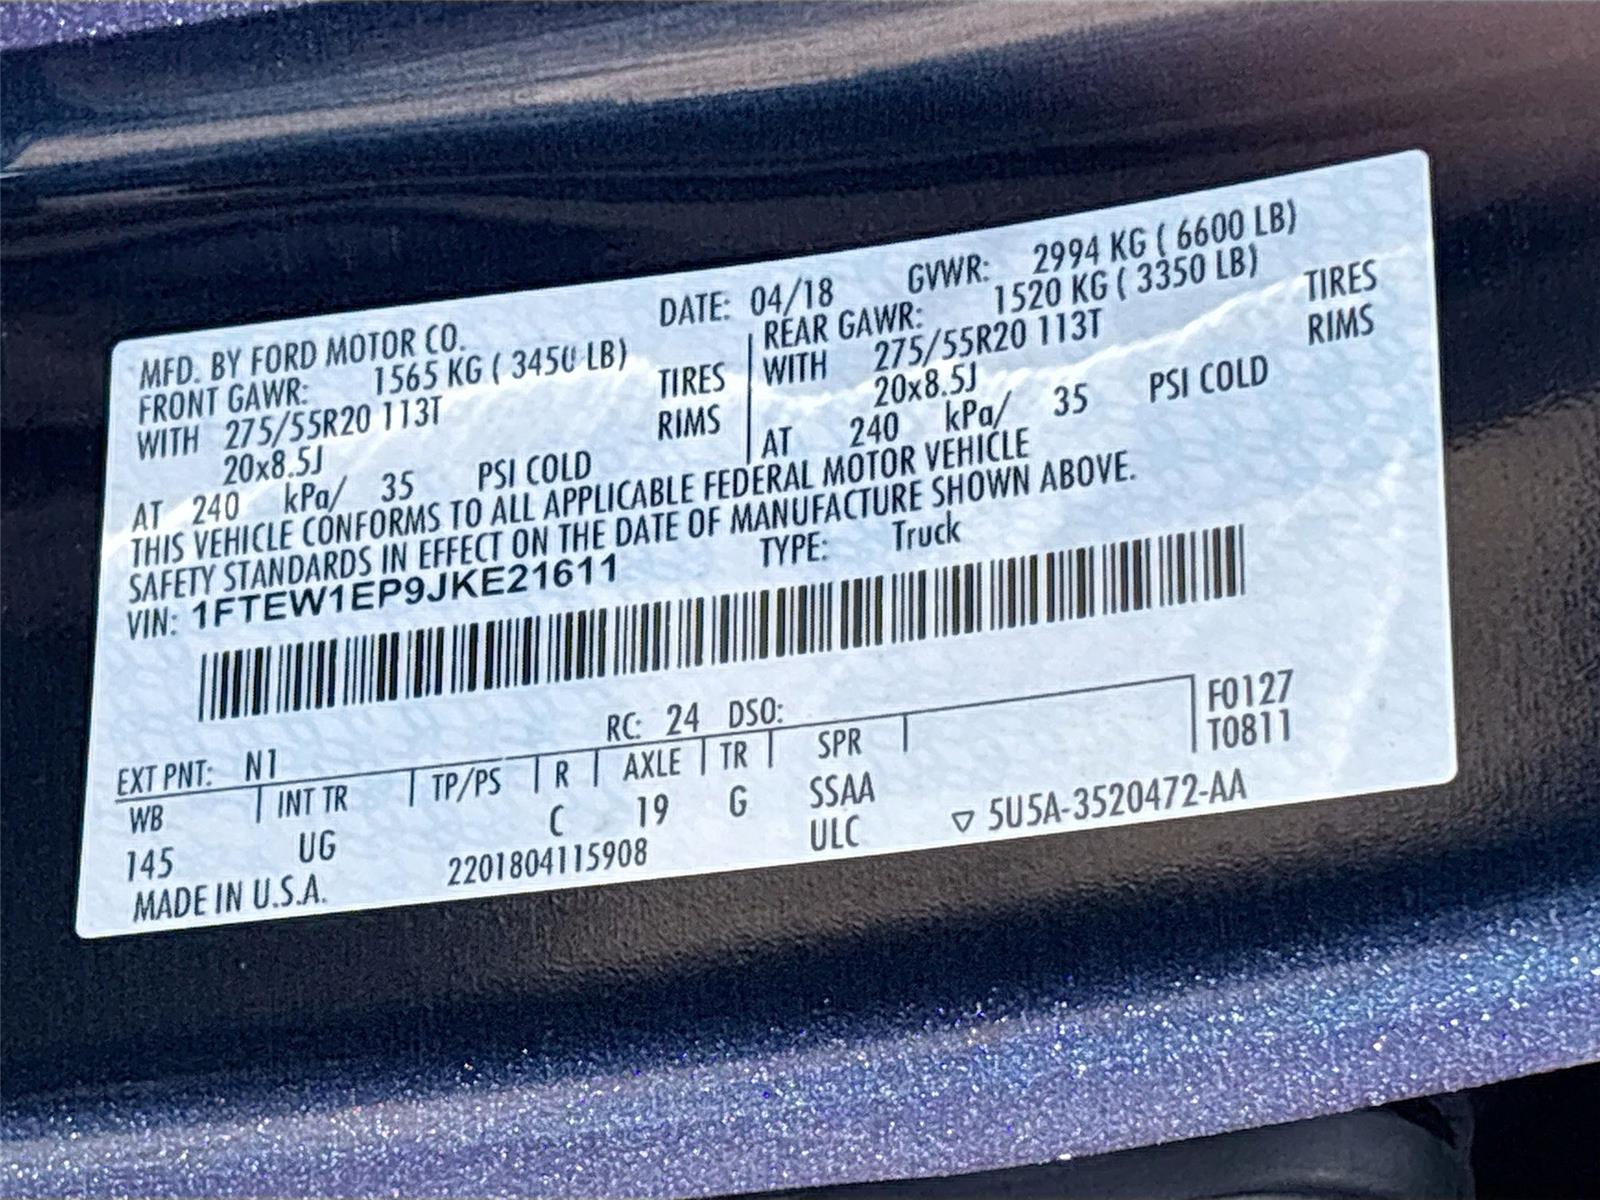 MFD. BY FORD MOTOR CO. DATE: 04/18 GVWR: 2994 KG ( 6600 LB)
FRONT GAWR: 1565 KG ( 3450 LB) REAR GAWR: 1520 KG ( 3350 LB)
WITH 275/55R20 113T TIRES WITH 275/55R20 113T TIRES
20x8.5J RIMS 20x8.5J RIMS
AT 240 kPa/ 35 PSI COLD AT 240 kPa/ 35 PSI COLD
THIS VEHICLE CONFORMS TO ALL APPLICABLE FEDERAL MOTOR VEHICLE
SAFETY STANDARDS IN EFFECT ON THE DATE OF MANUFACTURE SHOWN ABOVE.
VIN: 1FTEW1EP9JKE21611 TYPE: Truck
F0127
EXT PNT: N1 RC: 24 DSO: T0811
WB INT TR TP/PS R AXLE TR SPR
145 UG C 19 G SSAA
ULC
MADE IN U.S.A. 2201804115908 ▽ 5U5A-3520472-AA